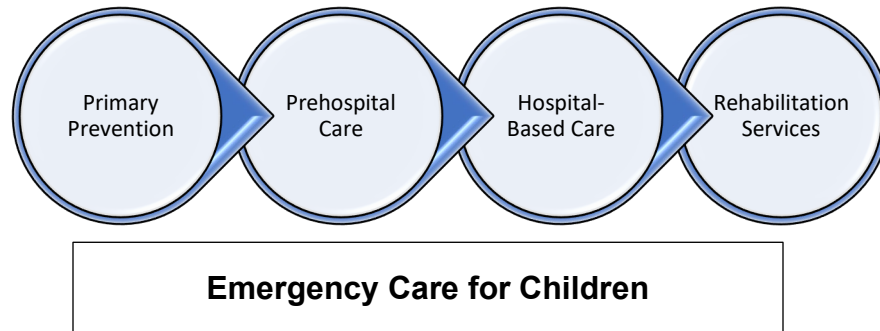 Primary
Prevention
Prehospital
Care
Hospital-
Based Care
Rehabilitation
Services
Emergency Care for Children